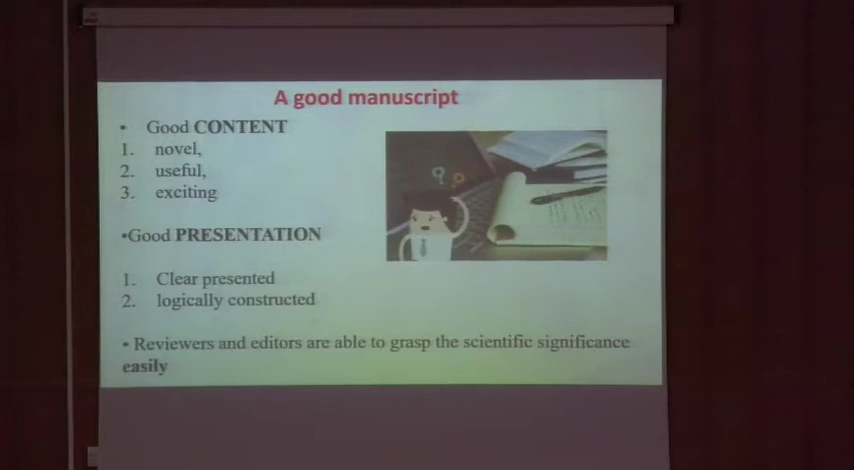 A good manuscript
• Good CONTENT
1. novel,
2. useful,
3. exciting
•Good PRESENTATION
1. Clear presented
2. logically constructed
• Reviewers and editors are able to grasp the scientific significance
easily